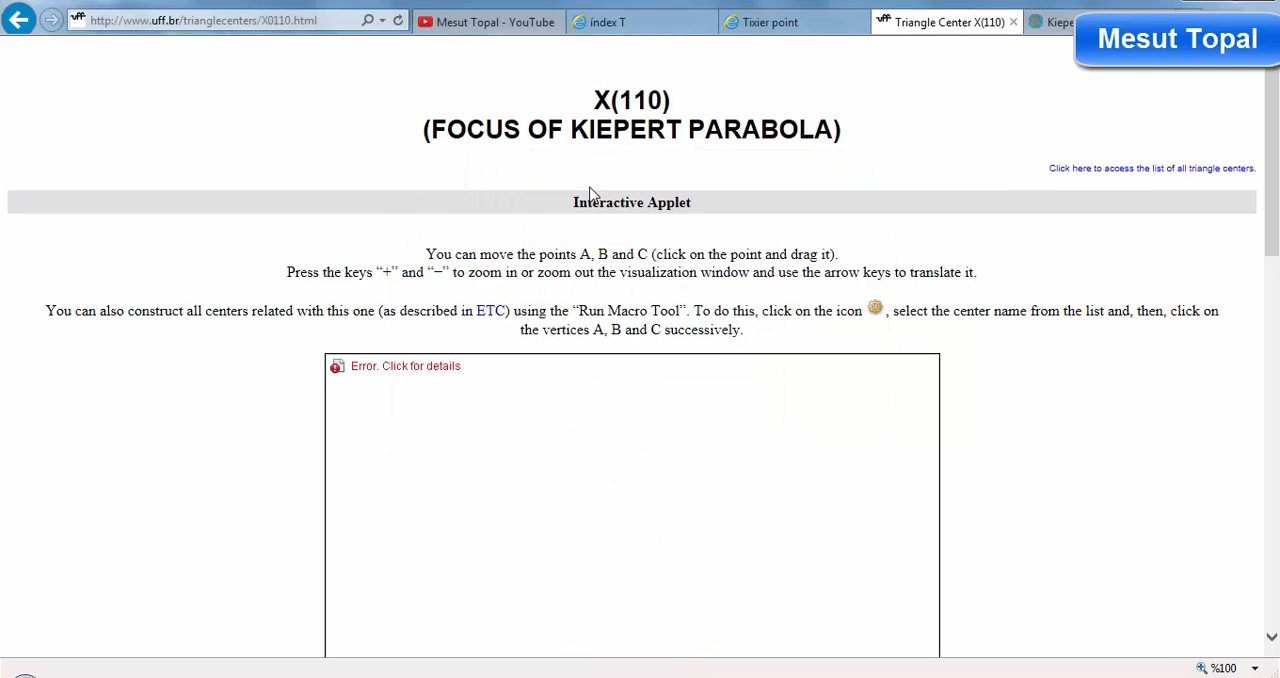 http://www.uff.br/trianglecenters/X0110.html
Mesut Topal - YouTube
índex T
Tixier point
Triangle Center X(110)
Kiepe
Mesut Topal
X(110)
(FOCUS OF KIEPERT PARABOLA)
Click here to access the list of all triangle centers.
Interactive Applet
You can move the points A, B and C (click on the point and drag it).
Press the keys “+” and “−” to zoom in or zoom out the visualization window and use the arrow keys to translate it.
You can also construct all centers related with this one (as described in ETC) using the “Run Macro Tool”. To do this, click on the icon , select the center name from the list and, then, click on
the vertices A, B and C successively.
Error. Click for details
%100